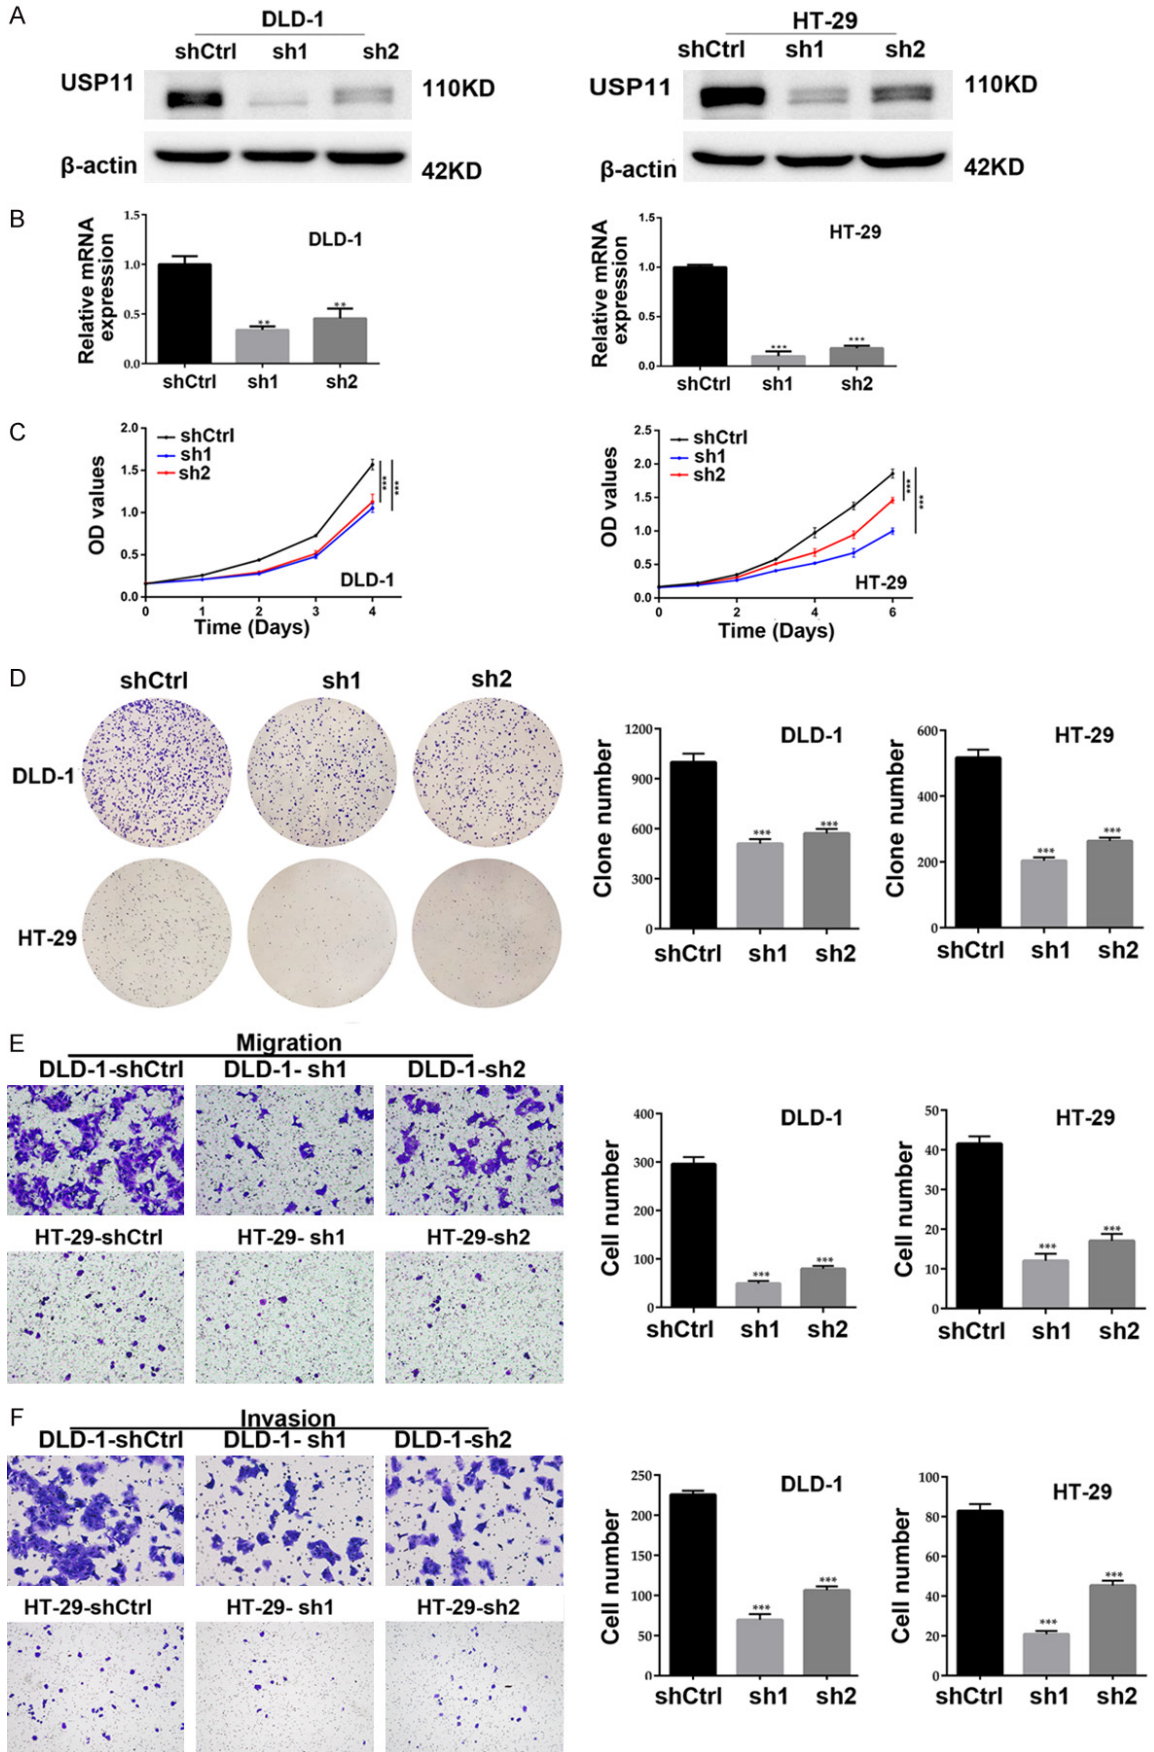 A
DLD-1
HT-29
shCtrl sh1 sh2
shCtrl sh1 sh2
USP11 110KD
USP11 110KD
β-actin 42KD
β-actin 42KD
B
Relative mRNA
expression
1.5
1.0
0.5
0.0
DLD-1
**
**
shCtrl sh1 sh2
Relative mRNA
expression
1.5
1.0
0.5
0.0
HT-29
***
***
shCtrl sh1 sh2
C
OD values
2.0
1.5
1.0
0.5
0.0
shCtrl
sh1
sh2
***
***
DLD-1
0 1 2 3 4
Time (Days)
OD values
2.5
2.0
1.5
1.0
0.5
0.0
shCtrl
sh1
sh2
***
***
HT-29
0 2 4 6
Time (Days)
D
shCtrl sh1 sh2
DLD-1
HT-29
Clone number
1200
900
600
300
0
DLD-1
***
***
shCtrl sh1 sh2
Clone number
600
400
200
0
HT-29
***
***
shCtrl sh1 sh2
E
Migration
DLD-1-shCtrl DLD-1- sh1 DLD-1-sh2
HT-29-shCtrl HT-29- sh1 HT-29-sh2
Cell number
400
300
200
100
0
DLD-1
***
***
shCtrl sh1 sh2
Cell number
50
40
30
20
10
0
HT-29
***
***
shCtrl sh1 sh2
F
Invasion
DLD-1-shCtrl DLD-1- sh1 DLD-1-sh2
HT-29-shCtrl HT-29- sh1 HT-29-sh2
Cell number
250
200
150
100
50
0
DLD-1
***
***
shCtrl sh1 sh2
Cell number
100
80
60
40
20
0
HT-29
***
***
shCtrl sh1 sh2